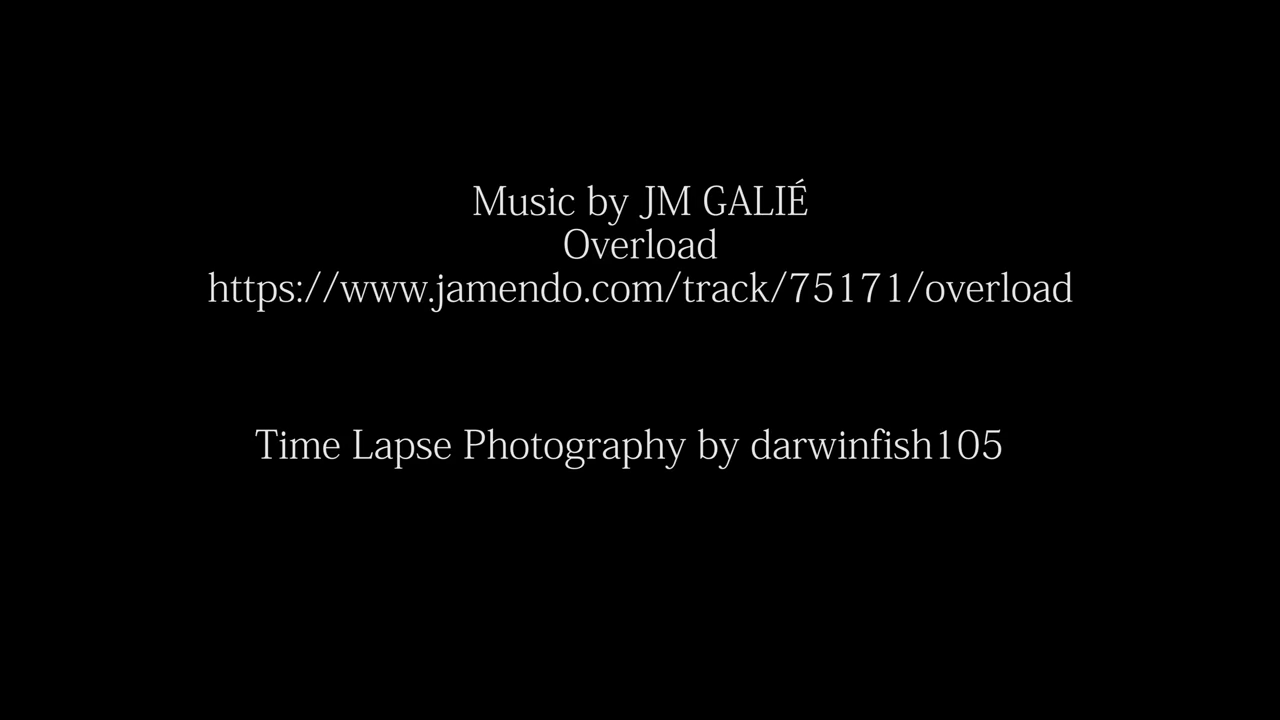 Music by JM GALIÉ
Overload
https://www.jamendo.com/track/75171/overload
Time Lapse Photography by darwinfish105